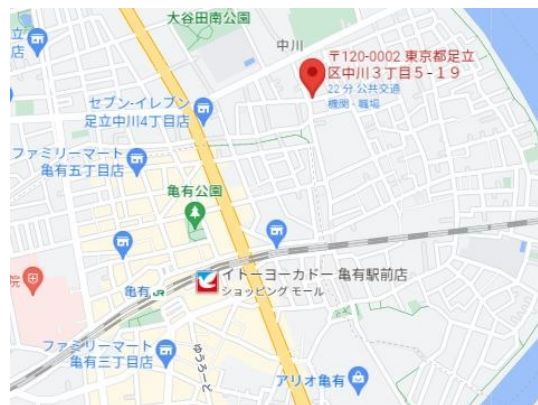 大谷田南公園
立
店
中川
〒120-0002 東京都足立
区中川3丁目5-19
22 分 公共交通
機関 - 職場
セブン-イレブン
足立中川4丁目店
ファミリーマート
亀有五丁目店
亀有公園
イトーヨーカドー 亀有駅前店
ショッピング モール
院
亀有
ファミリーマート
亀有三丁目店
ゆうろーど
アリオ亀有